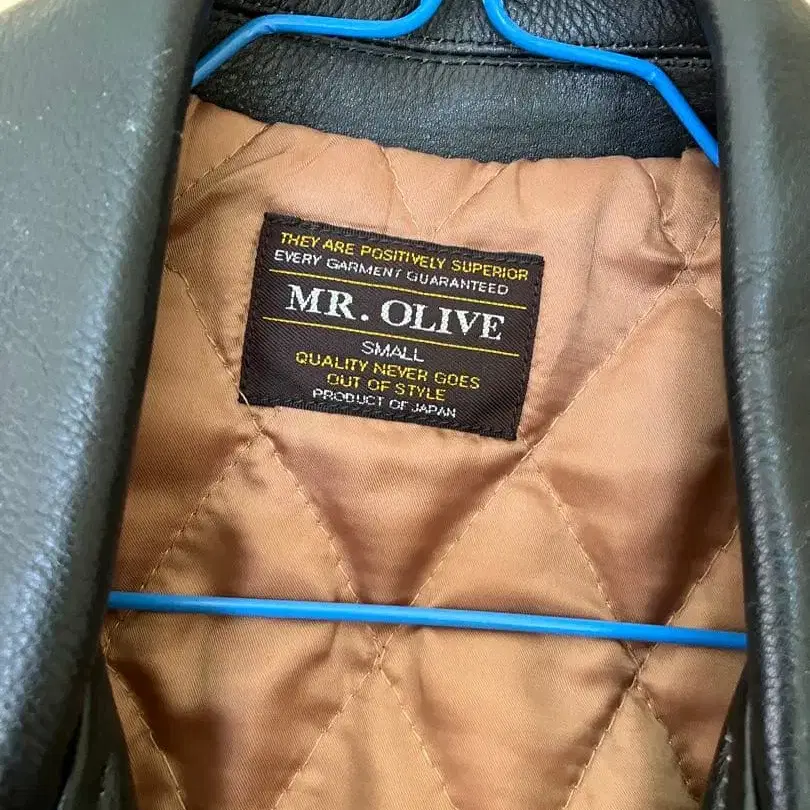 THEY ARE POSITIVELY SUPERIOR
EVERY GARMENT GUARANTEED
MR. OLIVE
SMALL
QUALITY NEVER GOES
OUT OF STYLE
PRODUCT OF JAPAN